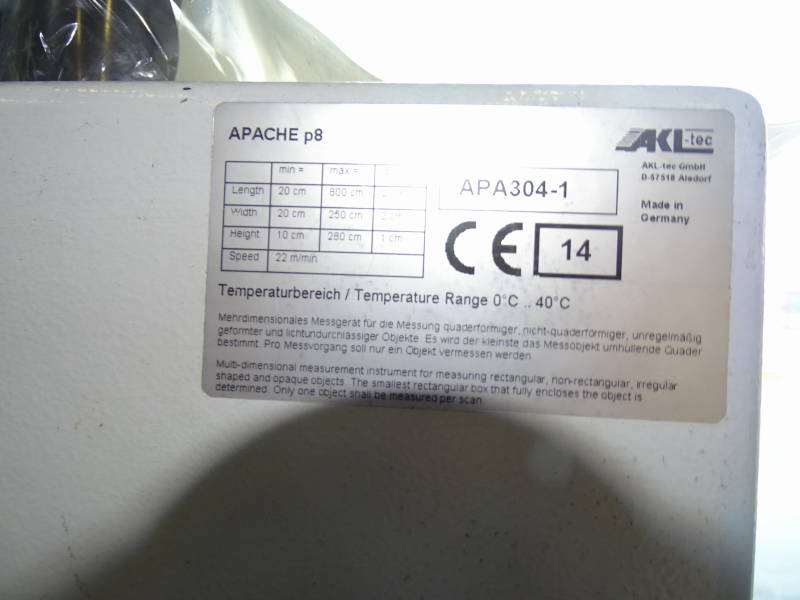 APACHE p8
AKL-tec
AKL-tec GmbH
D-57518 Alsdorf
Made in
Germany
min = max =
Length 20 cm 800 cm
Width 20 cm 250 cm 2 cm
Height 10 cm 280 cm 1 cm
Speed 22 m/min
APA304-1
CE 14
Temperaturbereich / Temperature Range 0°C .. 40°C
Mehrdimensionales Messgerät für die Messung quaderförmiger, nicht-quaderförmiger, unregelmäßig
geformter und lichtundurchlässiger Objekte. Es wird der kleinste das Messobjekt umhüllende Quader
bestimmt. Pro Messvorgang soll nur ein Objekt vermessen werden.
Multi-dimensional measurement instrument for measuring rectangular, non-rectangular, irregular
shaped and opaque objects. The smallest rectangular box that fully encloses the object is
determined. Only one object shall be measured per scan.